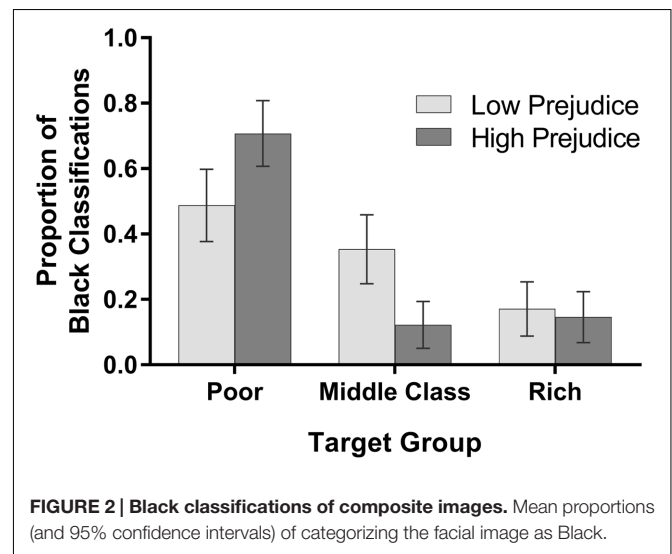 1.0
0.8
0.6
0.4
0.2
0.0
Proportion of
Black Classifications
Low Prejudice
High Prejudice
Poor Middle Class Rich
Target Group
FIGURE 2 | Black classifications of composite images. Mean proportions
(and 95% confidence intervals) of categorizing the facial image as Black.